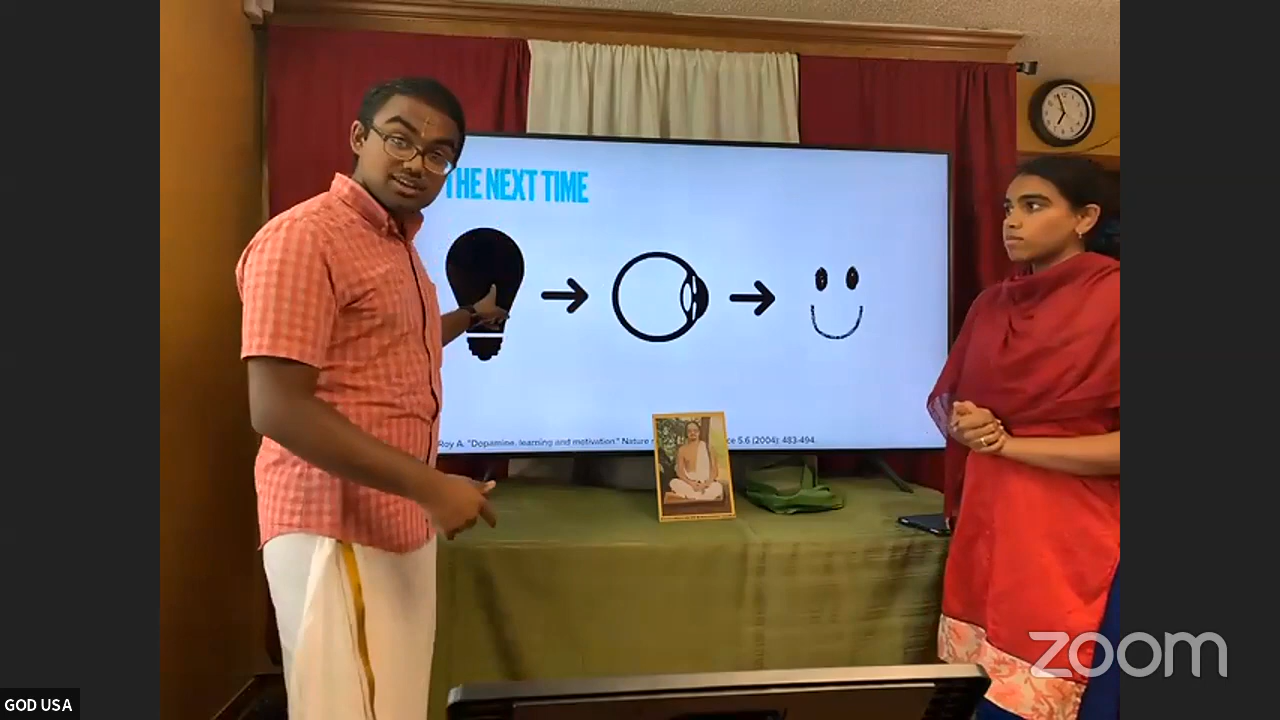 THE NEXT TIME
Roy A. "Dopamine, learning and motivation." Nature 5.6 (2004): 483-494.
zoom
GOD USA